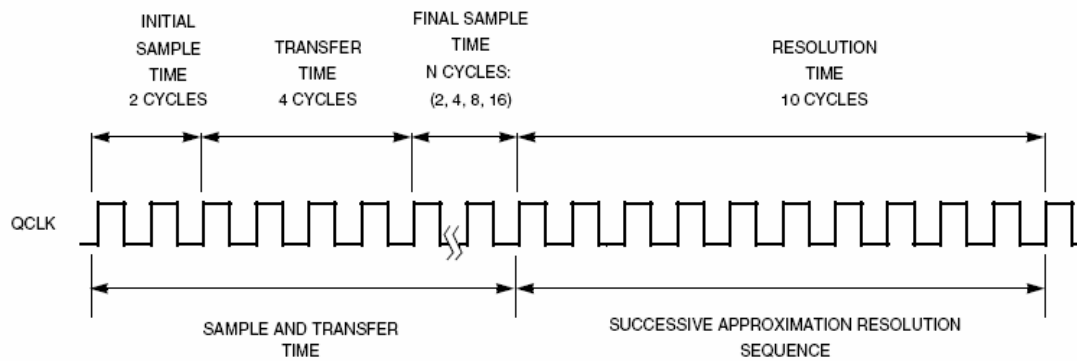 INITIAL
SAMPLE
TIME
2 CYCLES
TRANSFER
TIME
4 CYCLES
FINAL SAMPLE
TIME
N CYCLES:
(2, 4, 8, 16)
RESOLUTION
TIME
10 CYCLES
QCLK
SAMPLE AND TRANSFER
TIME
SUCCESSIVE APPROXIMATION RESOLUTION
SEQUENCE